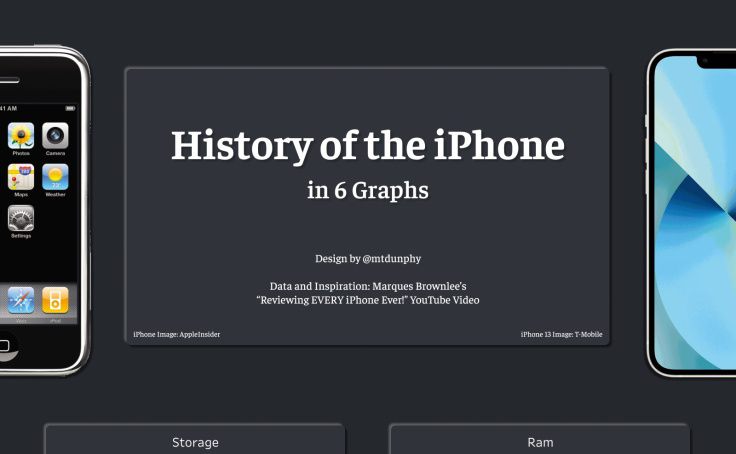 41 AM
Photos
Camera
Maps
Weather
Settings
iPod
History of the iPhone
in 6 Graphs
Design by @mtdunphy
Data and Inspiration: Marques Brownlee's
“Reviewing EVERY iPhone Ever!” YouTube Video
iPhone Image: AppleInsider
iPhone 13 Image: T-Mobile
Storage
Ram